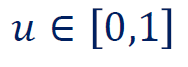 u ∈ [0,1]